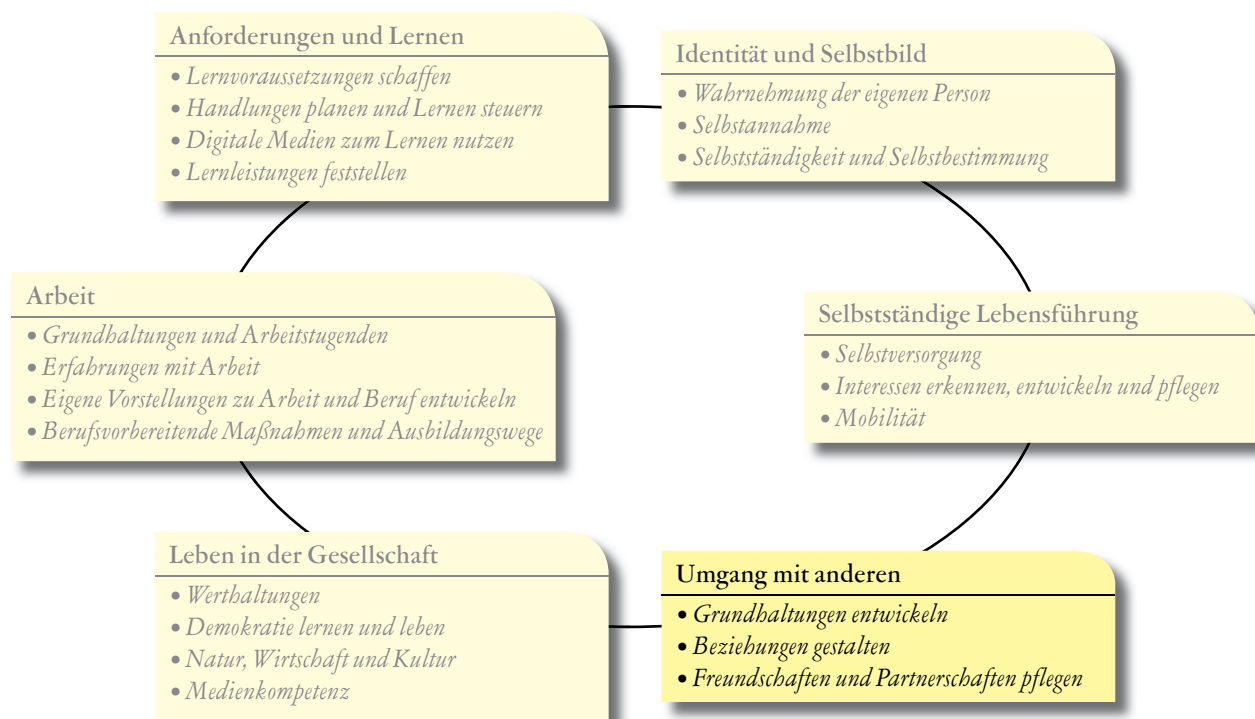 Anforderungen und Lernen
• Lernvoraussetzungen schaffen
• Handlungen planen und Lernen steuern
• Digitale Medien zum Lernen nutzen
• Lernleistungen feststellen
Identität und Selbstbild
• Wahrnehmung der eigenen Person
• Selbstannahme
• Selbstständigkeit und Selbstbestimmung
Arbeit
• Grundhaltungen und Arbeitstugenden
• Erfahrungen mit Arbeit
• Eigene Vorstellungen zu Arbeit und Beruf entwickeln
• Berufsvorbereitende Maßnahmen und Ausbildungswege
Selbstständige Lebensführung
• Selbstversorgung
• Interessen erkennen, entwickeln und pflegen
• Mobilität
Leben in der Gesellschaft
• Werthaltungen
• Demokratie lernen und leben
• Natur, Wirtschaft und Kultur
• Medienkompetenz
Umgang mit anderen
• Grundhaltungen entwickeln
• Beziehungen gestalten
• Freundschaften und Partnerschaften pflegen